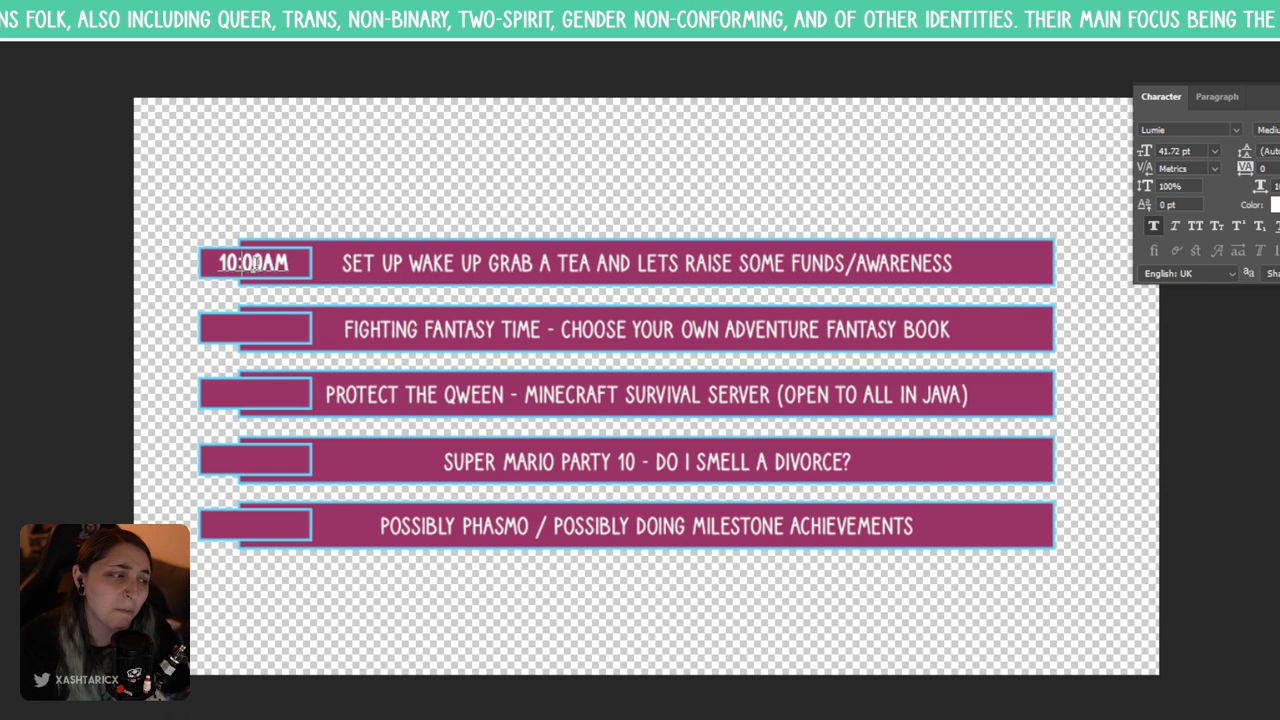 NS FOLK, ALSO INCLUDING QUEER, TRANS, NON-BINARY, TWO-SPIRIT, GENDER NON-CONFORMING, AND OF OTHER IDENTITIES. THEIR MAIN FOCUS BEING THE
Character Paragraph
Lumie
41.72 pt (Aut
Metrics 0
100%
0 pt Color:
English: UK
10:00AM SET UP WAKE UP GRAB A TEA AND LETS RAISE SOME FUNDS/AWARENESS
FIGHTING FANTASY TIME - CHOOSE YOUR OWN ADVENTURE FANTASY BOOK
PROTECT THE QWEEN - MINECRAFT SURVIVAL SERVER (OPEN TO ALL IN JAVA)
SUPER MARIO PARTY 10 - DO I SMELL A DIVORCE?
POSSIBLY PHASMO / POSSIBLY DOING MILESTONE ACHIEVEMENTS
XASHTARICX